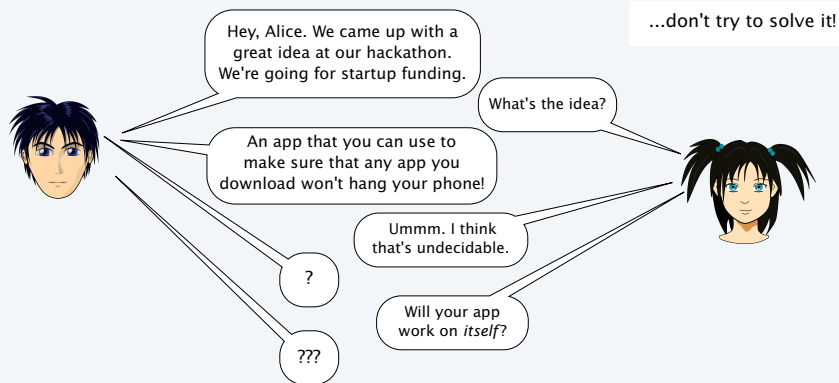 ...don't try to solve it!
Hey, Alice. We came up with a
great idea at our hackathon.
We're going for startup funding.
What's the idea?
An app that you can use to
make sure that any app you
download won't hang your phone!
Ummm. I think
that's undecidable.
?
Will your app
work on itself?
???